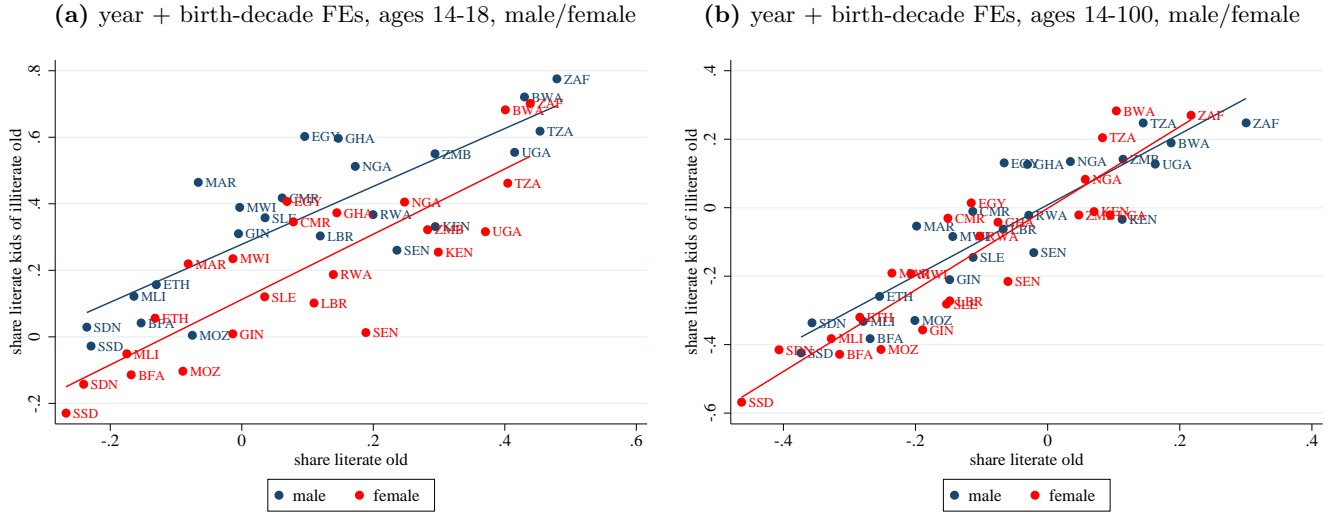 (a) year + birth-decade FEs, ages 14-18, male/female
share literate kids of illiterate old
.8
.6
.4
.2
0
-.2
ZAF
BWA
ZAF
BWA
TZA
EGY
GHA
UGA
ZMB
NGA
MAR
TZA
CMR
EGY
NGA
MWI
GHA
RWA
SLE
CMR
KEN
ZMB
UGA
GIN
LBR
SEN
KEN
MWI
MAR
RWA
ETH
MLI
SLE
LBR
ETH
BFA
SDN
SEN
GIN
MOZ
SSD
MLI
MOZ
BFA
SDN
SSD
-.2
0
.2
.4
.6
share literate old
male
female
(b) year + birth-decade FEs, ages 14-100, male/female
share literate kids of illiterate old
.4
.2
0
-.2
-.4
-.6
BWA
ZAF
TZA
ZAF
TZA
BWA
EGY
GHA
NGA
ZMB
UGA
NGA
EGY
CMR
CMR
KEN
RWA
ZMB
UGA
KEN
GHA
MAR
LBR
MWI
RWA
SEN
SLE
MAR
MWI
GIN
SEN
ETH
LBR
SLE
ETH
MLI
MOZ
SDN
GIN
MLI
BFA
SDN
SSD
MOZ
BFA
SSD
-.4
-.2
0
.2
.4
share literate old
male
female